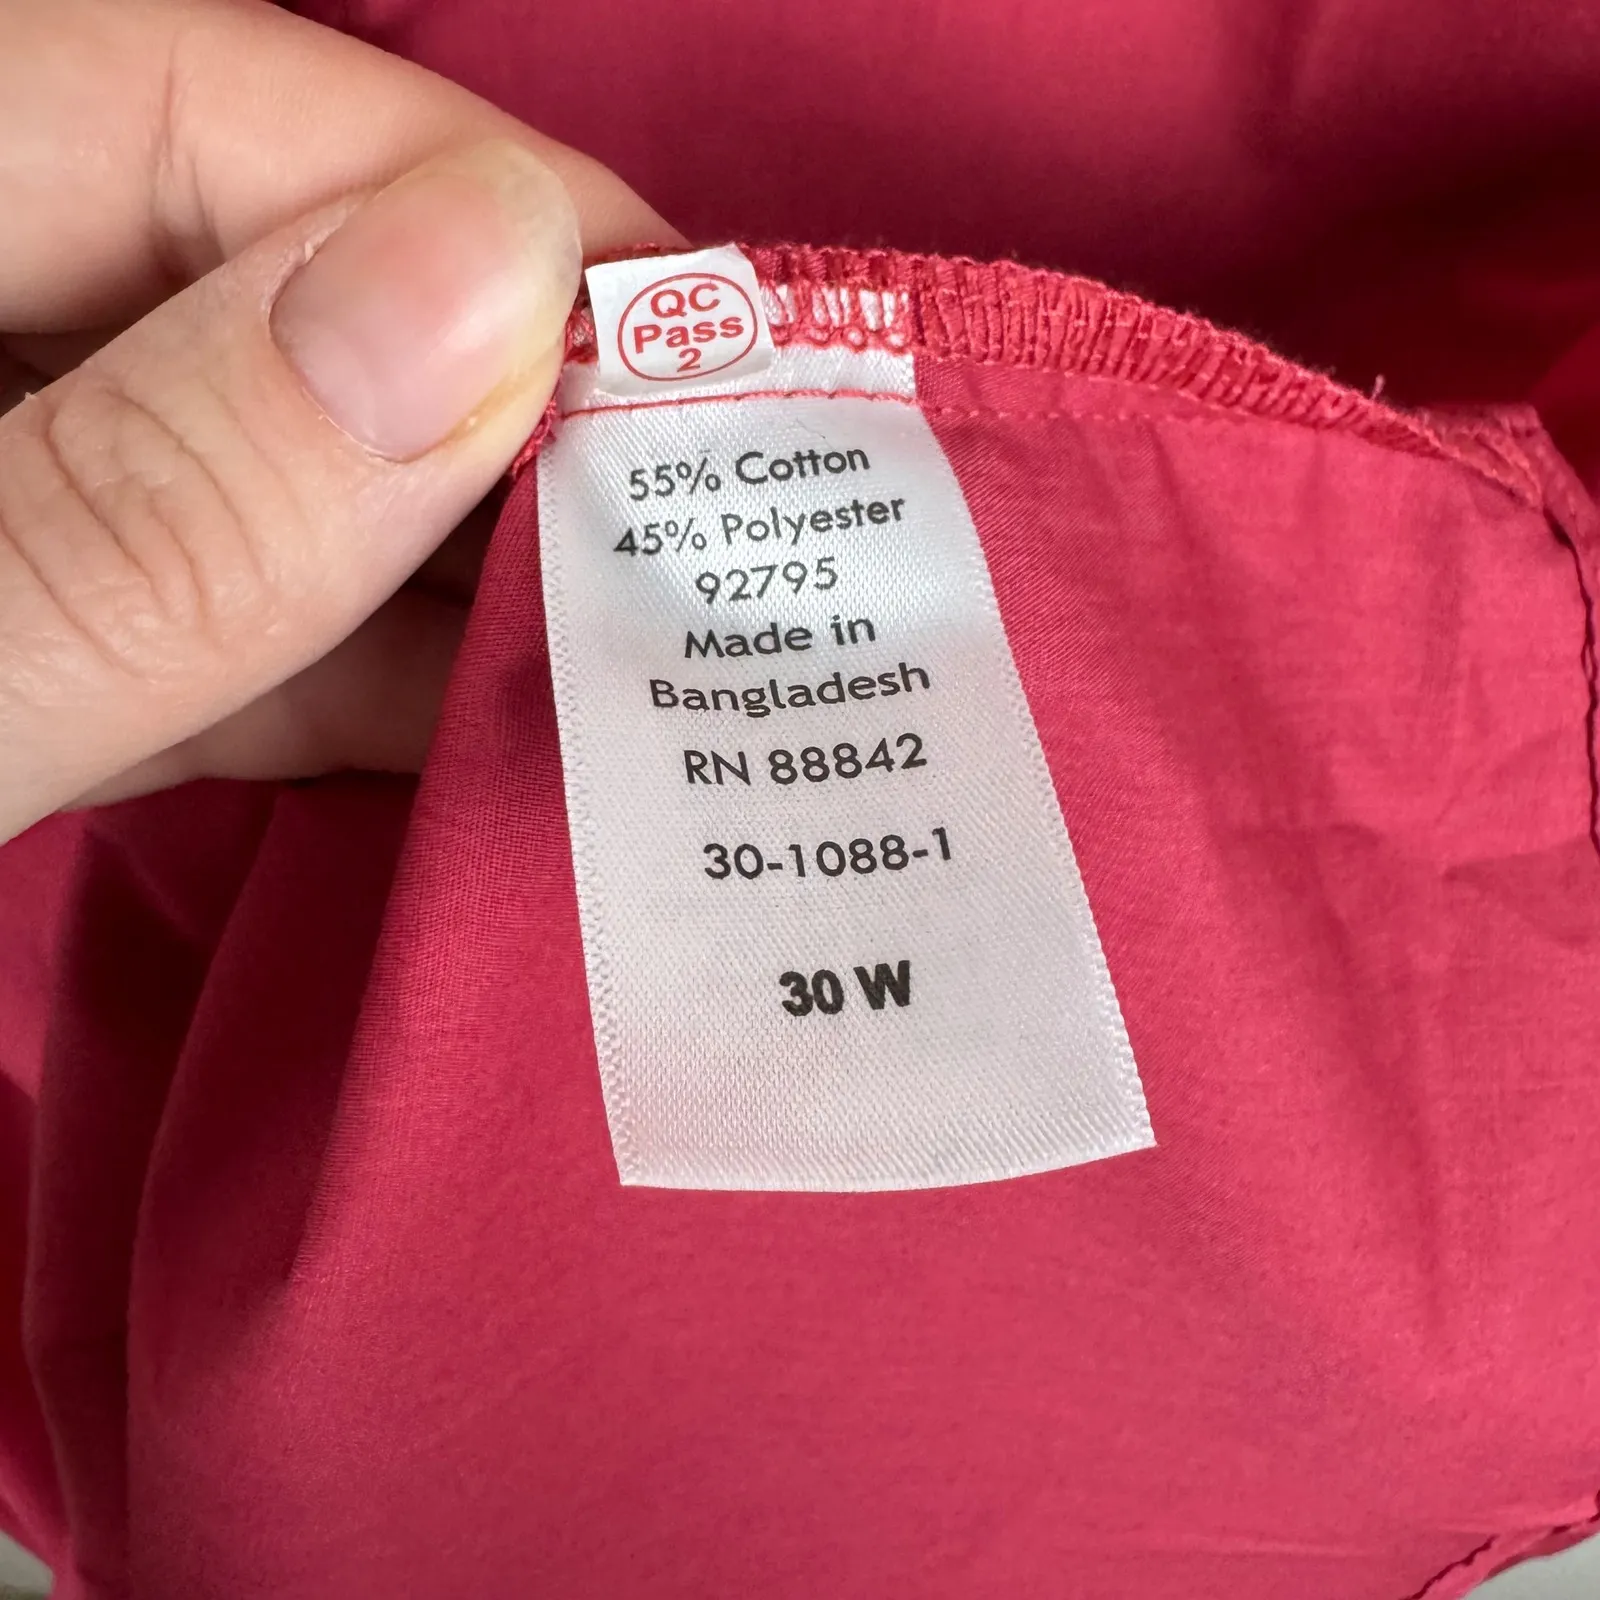 QC
Pass
2
55% Cotton
45% Polyester
92795
Made in
Bangladesh
RN 88842
30-1088-1
30 W